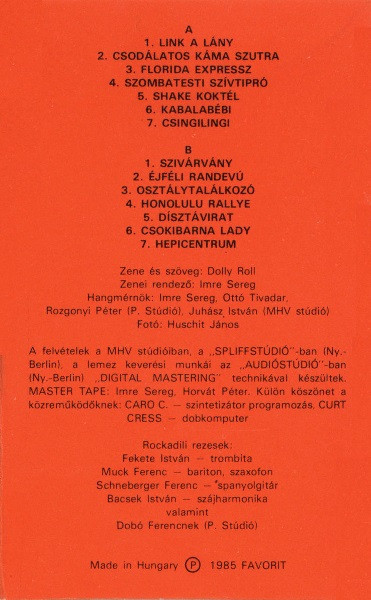 A
1. LINK A LÁNY
2. CSODÁLATOS KÁMA SZUTRA
3. FLORIDA EXPRESSZ
4. SZOMBATESTI SZÍVTIPRÓ
5. SHAKE KOKTÉL
6. KABALABÉBI
7. CSINGILINGI
B
1. SZIVÁRVÁNY
2. ÉJFÉLI RANDEVÚ
3. OSZTÁLYTALÁLKOZÓ
4. HONOLULU RALLYE
5. DÍSZTÁVIRAT
6. CSOKIBARNA LADY
7. HEPICENTRUM
Zene és szöveg: Dolly Roll
Zenei rendező: Imre Sereg
Hangmérnök: Imre Sereg, Ottó Tivadar,
Rozgonyi Péter (P. Stúdió), Juhász István (MHV stúdió)
Fotó: Huschit János
A felvételek a MHV stúdióiban, a „SPLIFFSTÚDIÓ”-ban (Ny.-
Berlin), a lemez keverési munkái az „AUDIÓSTÚDIÓ”-ban
(Ny.-Berlin) „DIGITAL MASTERING” technikával készültek.
MASTER TAPE: Imre Sereg, Horvát Péter. Külön köszönet a
közreműködőknek: CARO C. – szintetizátor programozás, CURT
CRESS – dobkomputer
Rockadili rezesek:
Fekete István – trombita
Muck Ferenc – bariton, szaxofon
Schneberger Ferenc – spanyolgitár
Bacsek István – szájharmonika
valamint
Dobó Ferencnek (P. Stúdió)
Made in Hungary Ⓟ 1985 FAVORIT